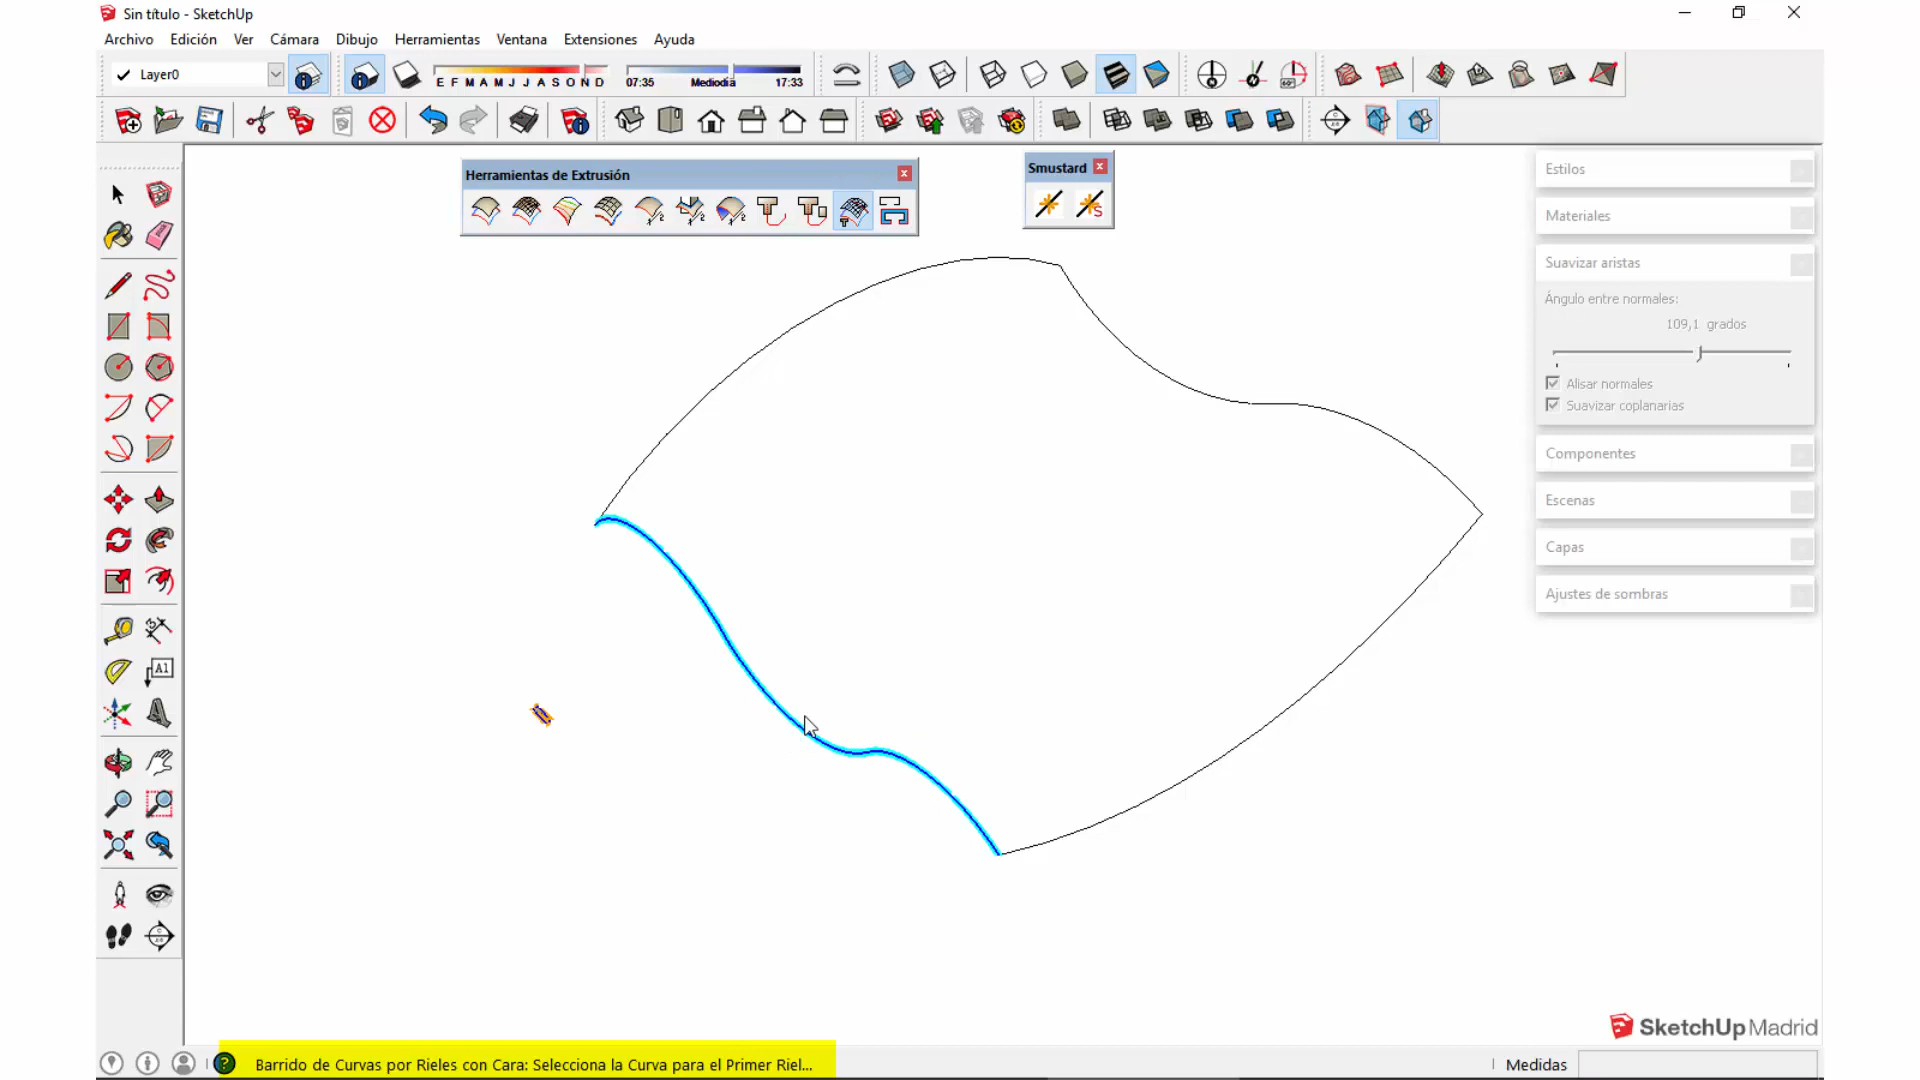 Sin título - SketchUp
Archivo Edición Ver Cámara Dibujo Herramientas Ventana Extensiones Ayuda
Layer0
E F M A M J J A S O N D
07:35 Mediodía 17:33
Herramientas de Extrusión
Smustard
Estilos
Materiales
Suavizar aristas
Ángulo entre normales:
109,1 grados
Alisar normales
Suavizar coplanarias
Componentes
Escenas
Capas
Ajustes de sombras
A1
SketchUp Madrid
Barrido de Curvas por Rieles con Cara: Selecciona la Curva para el Primer Riel...
Medidas